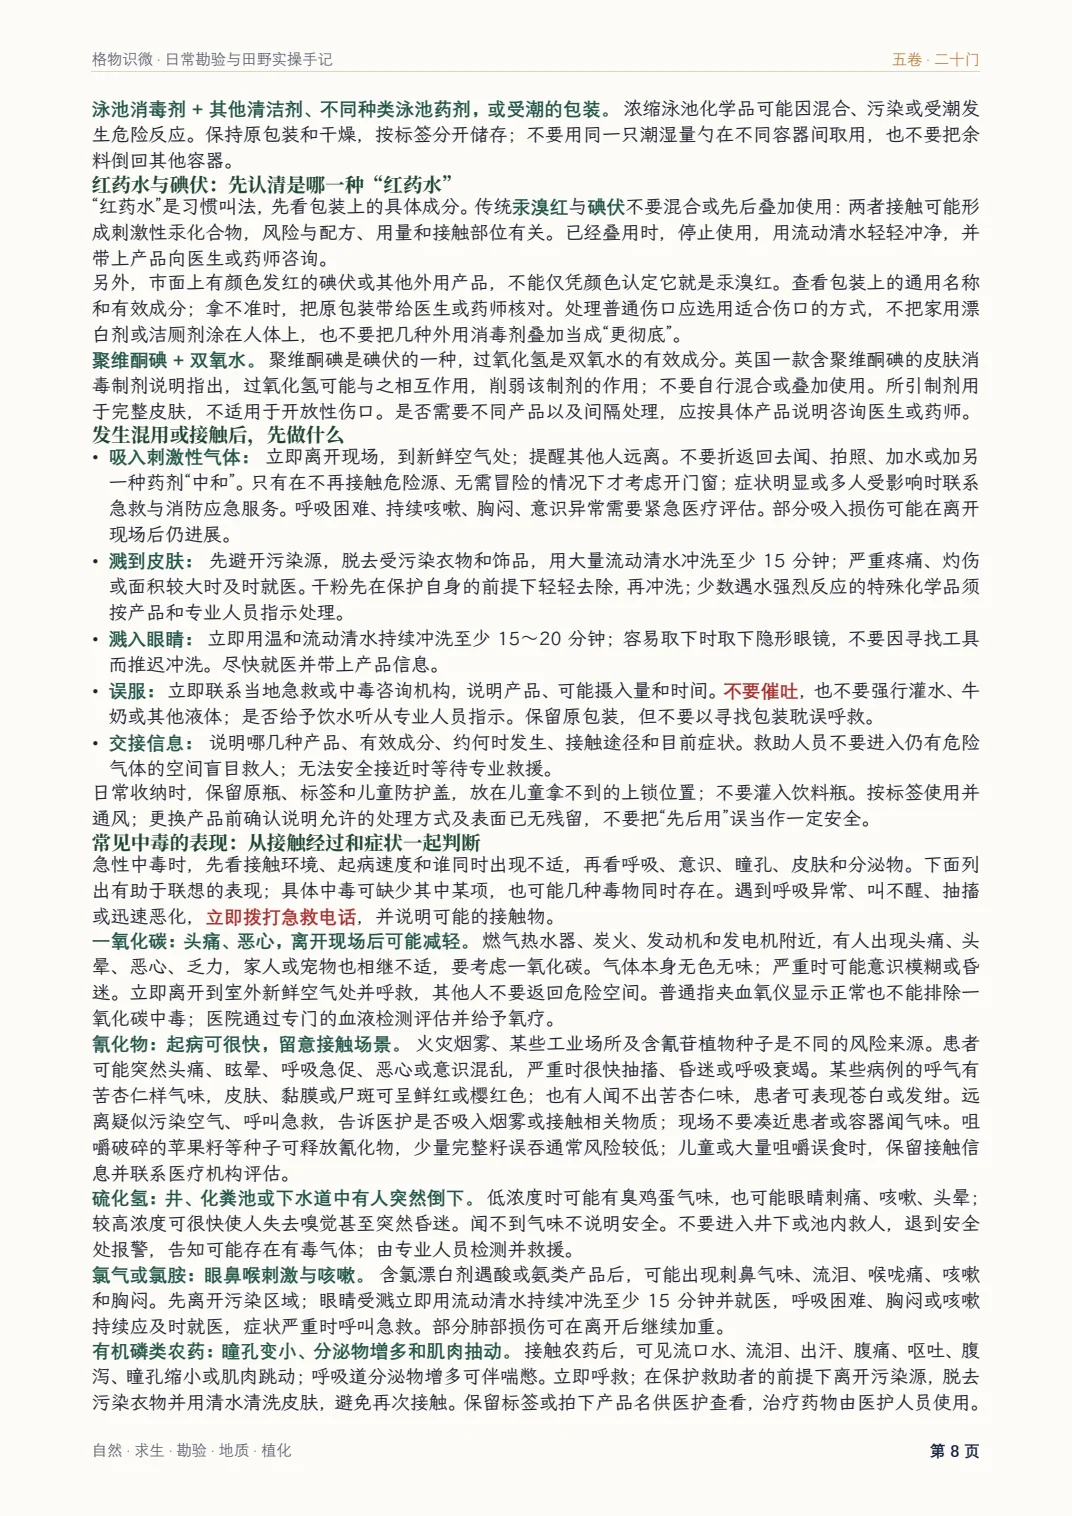 格物识微 · 日常勘验与田野实操手记
五卷 · 二十门
泳池消毒剂 + 其他清洁剂、不同种类泳池药剂，或受潮的包装。 浓缩泳池化学品可能因混合、污染或受潮发
生危险反应。保持原包装和干燥，按标签分开储存；不要用同一只潮湿量勺在不同容器间取用，也不要把余
料倒回其他容器。
红药水与碘伏：先认清是哪一种“红药水”
“红药水”是习惯叫法，先看包装上的具体成分。传统汞溴红与碘伏不要混合或先后叠加使用：两者接触可能形
成刺激性汞化合物，风险与配方、用量和接触部位有关。已经叠用时，停止使用，用流动清水轻轻冲净，并
带上产品向医生或药师咨询。
另外，市面上有颜色发红的碘伏或其他外用产品，不能仅凭颜色认定它就是汞溴红。查看包装上的通用名称
和有效成分；拿不准时，把原包装带给医生或药师核对。处理普通伤口应选用适合伤口的方式，不把家用漂
白剂或洁厕剂涂在人体上，也不要把几种外用消毒剂叠加当成“更彻底”。
聚维酮碘 + 双氧水。 聚维酮碘是碘伏的一种，过氧化氢是双氧水的有效成分。英国一款含聚维酮碘的皮肤消
毒制剂说明指出，过氧化氢可能与之相互作用，削弱该制剂的作用；不要自行混合或叠加使用。所引制剂用
于完整皮肤，不适用于开放性伤口。是否需要不同产品以及间隔处理，应按具体产品说明咨询医生或药师。
发生混用或接触后，先做什么
• 吸入刺激性气体： 立即离开现场，到新鲜空气处；提醒其他人远离。不要折返回去闻、拍照、加水或加另
一种药剂“中和”。只有在不再接触危险源、无需冒险的情况下才考虑开门窗；症状明显或多人受影响时联系
急救与消防应急服务。呼吸困难、持续咳嗽、胸闷、意识异常需要紧急医疗评估。部分吸入损伤可能在离开
现场后仍进展。
• 溅到皮肤： 先避开污染源，脱去受污染衣物和饰品，用大量流动清水冲洗至少 15 分钟；严重疼痛、灼伤
或面积较大时及时就医。干粉先在保护自身的前提下轻轻去除，再冲洗；少数遇水强烈反应的特殊化学品须
按产品和专业人员指示处理。
• 溅入眼睛： 立即用温和流动清水持续冲洗至少 15～20 分钟；容易取下时取下隐形眼镜，不要因寻找工具
而推迟冲洗。尽快就医并带上产品信息。
• 误服： 立即联系当地急救或中毒咨询机构，说明产品、可能摄入量和时间。不要催吐，也不要强行灌水、牛
奶或其他液体；是否给予饮水听从专业人员指示。保留原包装，但不要以寻找包装耽误呼救。
• 交接信息： 说明哪几种产品、有效成分、约何时发生、接触途径和目前症状。救助人员不要进入仍有危险
气体的空间盲目救人；无法安全接近时等待专业救援。
日常收纳时，保留原瓶、标签和儿童防护盖，放在儿童拿不到的上锁位置；不要灌入饮料瓶。按标签使用并
通风；更换产品前确认说明允许的处理方式及表面已无残留，不要把“先后用”误当作一定安全。
常见中毒的表现：从接触经过和症状一起判断
急性中毒时，先看接触环境、起病速度和谁同时出现不适，再看呼吸、意识、瞳孔、皮肤和分泌物。下面列
出有助于联想的表现；具体中毒可缺少其中某项，也可能几种毒物同时存在。遇到呼吸异常、叫不醒、抽搐
或迅速恶化，立即拨打急救电话，并说明可能的接触物。
一氧化碳：头痛、恶心，离开现场后可能减轻。 燃气热水器、炭火、发动机和发电机附近，有人出现头痛、头
晕、恶心、乏力，家人或宠物也相继不适，要考虑一氧化碳。气体本身无色无味；严重时可能意识模糊或昏
迷。立即离开到室外新鲜空气处并呼救，其他人不要返回危险空间。普通指夹血氧仪显示正常也不能排除一
氧化碳中毒；医院通过专门的血液检测评估并给予氧疗。
氰化物：起病可很快，留意接触场景。 火灾烟雾、某些工业场所及含氰苷植物种子是不同的风险来源。患者
可能突然头痛、眩晕、呼吸急促、恶心或意识混乱，严重时很快抽搐、昏迷或呼吸衰竭。某些病例的呼气有
苦杏仁样气味，皮肤、黏膜或尸斑可呈鲜红或樱红色；也有人闻不出苦杏仁味，患者可表现苍白或发绀。远
离疑似污染空气、呼叫急救，告诉医护是否吸入烟雾或接触相关物质；现场不要凑近患者或容器闻气味。咀
嚼破碎的苹果籽等种子可释放氰化物，少量完整籽误吞通常风险较低；儿童或大量咀嚼误食时，保留接触信
息并联系医疗机构评估。
硫化氢：井、化粪池或下水道中有人突然倒下。 低浓度时可能有臭鸡蛋气味，也可能眼睛刺痛、咳嗽、头晕；
较高浓度可很快使人失去嗅觉甚至突然昏迷。闻不到气味不说明安全。不要进入井下或池内救人，退到安全
处报警，告知可能存在有毒气体；由专业人员检测并救援。
氯气或氯胺：眼鼻喉刺激与咳嗽。 含氯漂白剂遇酸或氨类产品后，可能出现刺鼻气味、流泪、喉咙痛、咳嗽
和胸闷。先离开污染区域；眼睛受溅立即用流动清水持续冲洗至少 15 分钟并就医，呼吸困难、胸闷或咳嗽
持续应及时就医，症状严重时呼叫急救。部分肺部损伤可在离开后继续加重。
有机磷类农药：瞳孔变小、分泌物增多和肌肉抽动。 接触农药后，可见流口水、流泪、出汗、腹痛、呕吐、腹
泻、瞳孔缩小或肌肉跳动；呼吸道分泌物增多可伴喘憋。立即呼救；在保护救助者的前提下离开污染源，脱去
污染衣物并用清水清洗皮肤，避免再次接触。保留标签或拍下产品名供医护查看，治疗药物由医护人员使用。
自然 · 求生 · 勘验 · 地质 · 植化
第 8 页